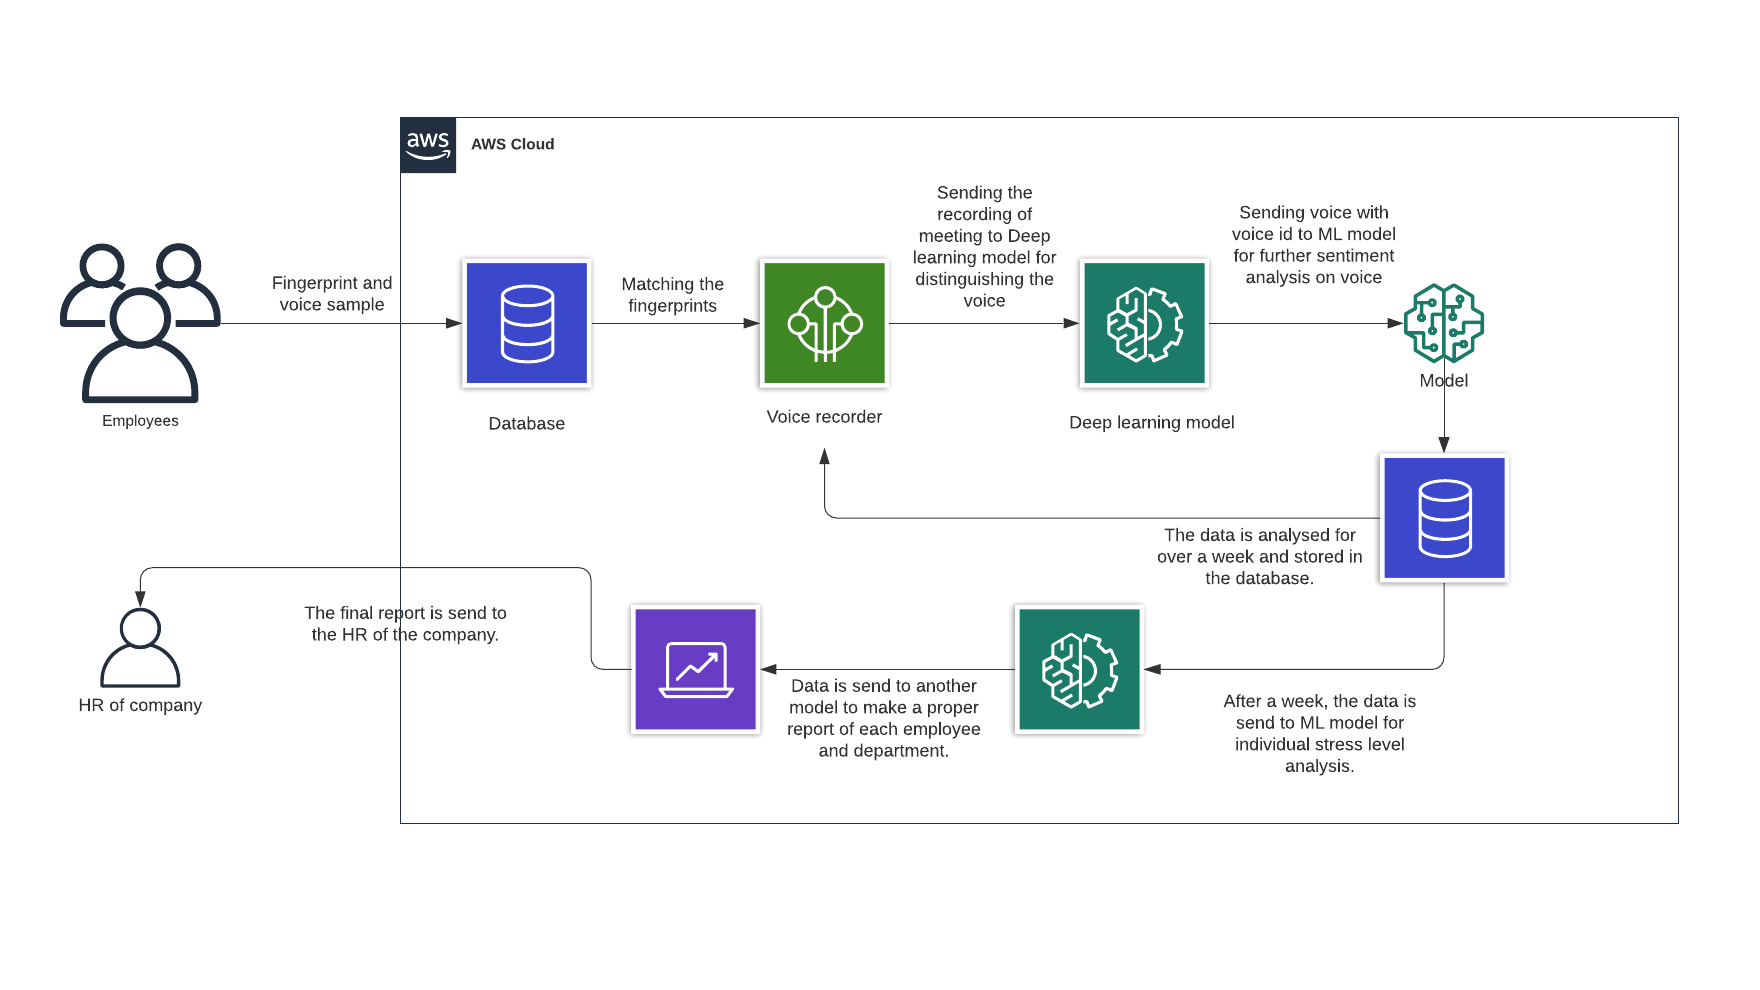 aws
AWS Cloud
Sending the
recording of
meeting to Deep
learning model for
distinguishing the
voice
Sending voice with
voice id to ML model
for further sentiment
analysis on voice
Fingerprint and
voice sample
Matching the
fingerprints
Model
Employees
Database
Voice recorder
Deep learning model
The data is analysed for
over a week and stored in
the database.
The final report is send to
the HR of the company.
HR of company
Data is send to another
model to make a proper
report of each employee
and department.
After a week, the data is
send to ML model for
individual stress level
analysis.